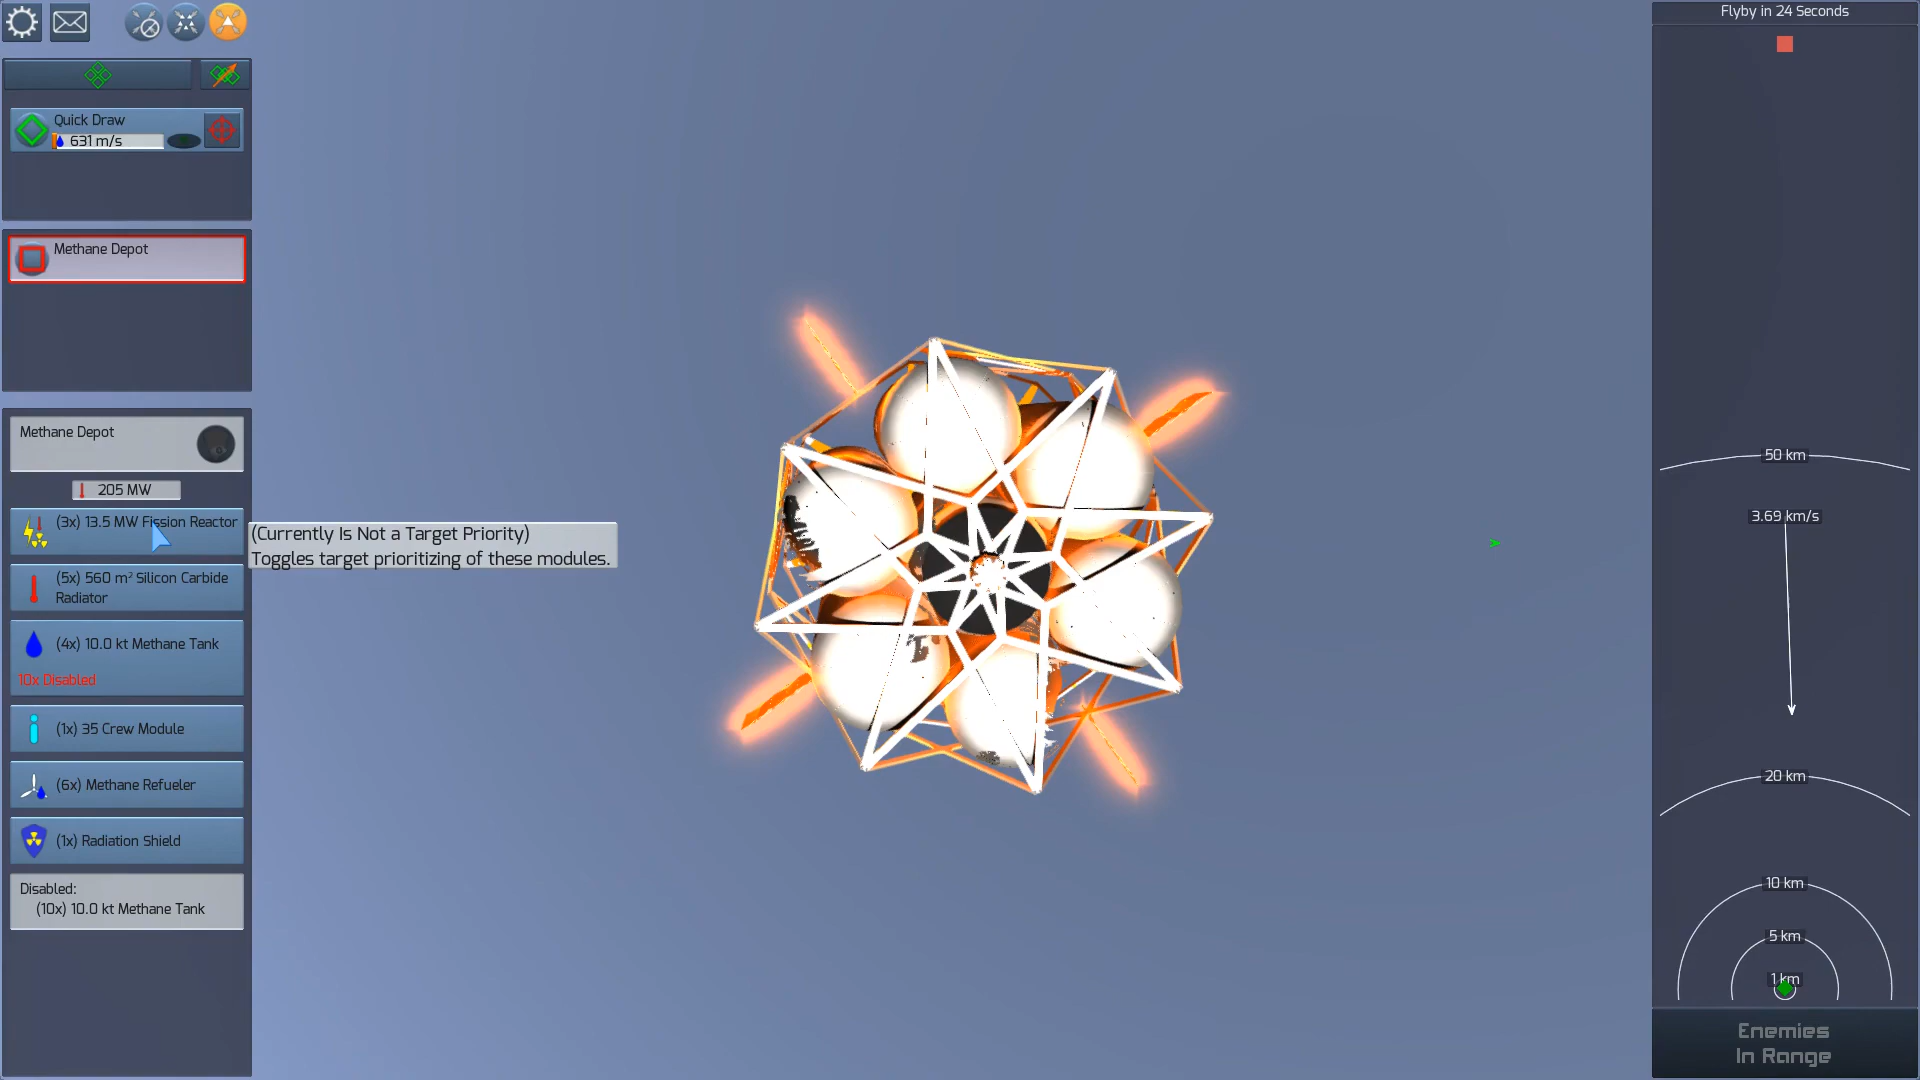 Quick Draw
631 m/s
Methane Depot
Methane Depot
205 MW
(3x) 13.5 MW Fission Reactor
(5x) 560 m² Silicon Carbide
Radiator
(4x) 10.0 kt Methane Tank
10x Disabled
(1x) 35 Crew Module
(6x) Methane Refueler
(1x) Radiation Shield
Disabled:
(10x) 10.0 kt Methane Tank
(Currently Is Not a Target Priority)
Toggles target prioritizing of these modules.
Flyby in 24 Seconds
50 km
3.69 km/s
20 km
10 km
5 km
1 km
Enemies
In Range